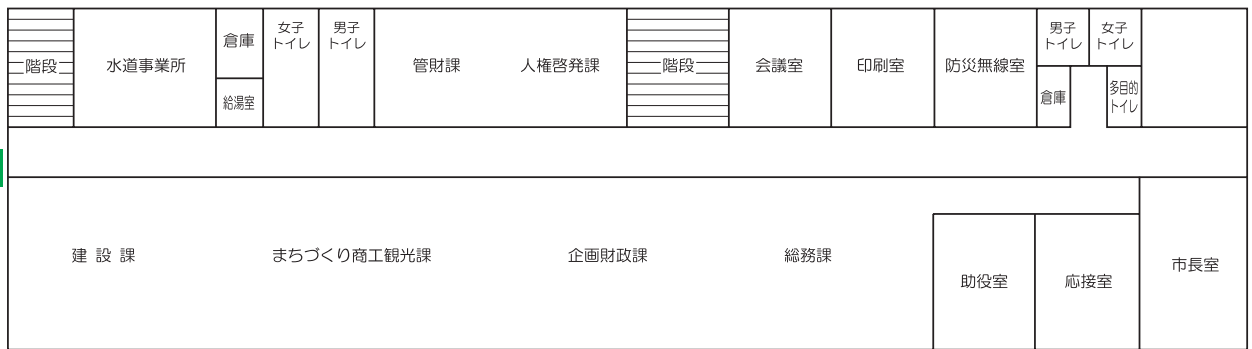 階段
水道事業所
倉庫
給湯室
女子
トイレ
男子
トイレ
管財課
人権啓発課
階段
会議室
印刷室
防災無線室
男子
トイレ
女子
トイレ
倉庫
多目的
トイレ
建設課
まちづくり商工観光課
企画財政課
総務課
助役室
応接室
市長室